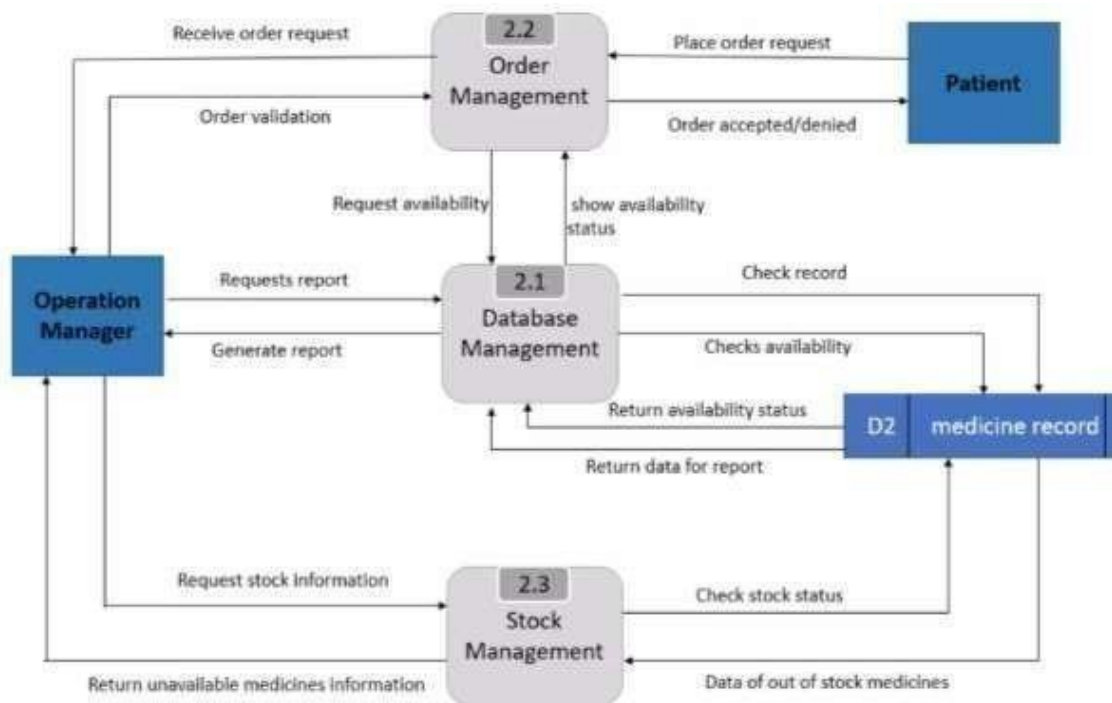 Receive order request
2.2
Order
Management
Place order request
Patient
Order validation
Order accepted/denied
Request availability
show availability
status
Operation
Manager
Requests report
2.1
Database
Management
Check record
Generate report
Checks availability
Return availability status
D2
medicine record
Return data for report
Request stock information
2.3
Stock
Management
Check stock status
Return unavailable medicines information
Data of out of stock medicines